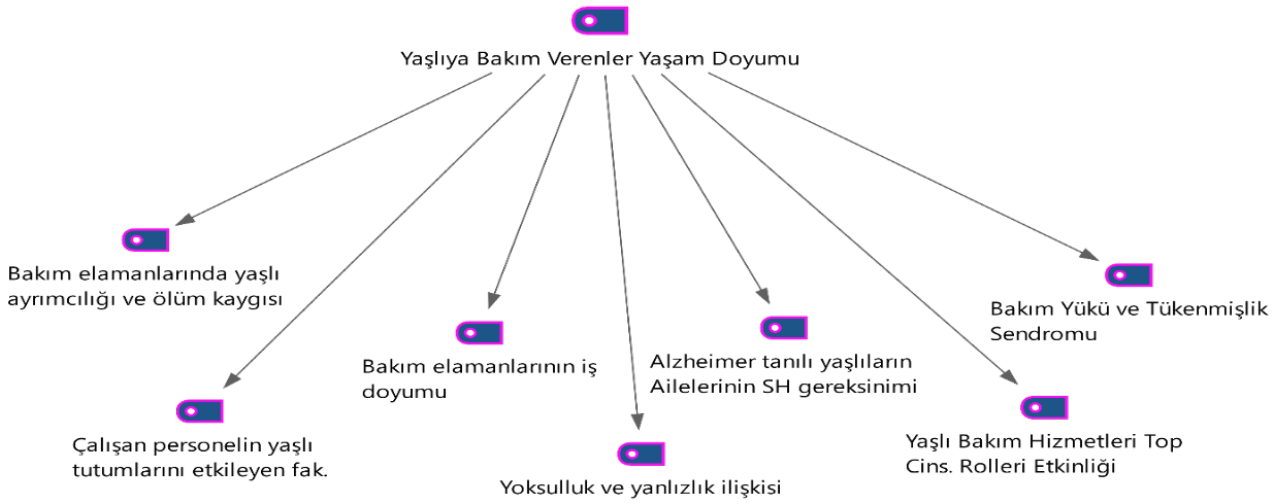 Yaşlıya Bakım Verenler Yaşam Doyumu
Bakım elamanlarında yaşlı
ayrımcılığı ve ölüm kaygısı
Bakım Yükü ve Tükenmişlik
Sendromu
Bakım elamanlarının iş
doyumu
Alzheimer tanılı yaşlıların
Ailelerinin SH gereksinimi
Çalışan personelin yaşlı
tutumlarını etkileyen fak.
Yaşlı Bakım Hizmetleri Top
Cins. Rolleri Etkinliği
Yoksulluk ve yanlızlık ilişkisi